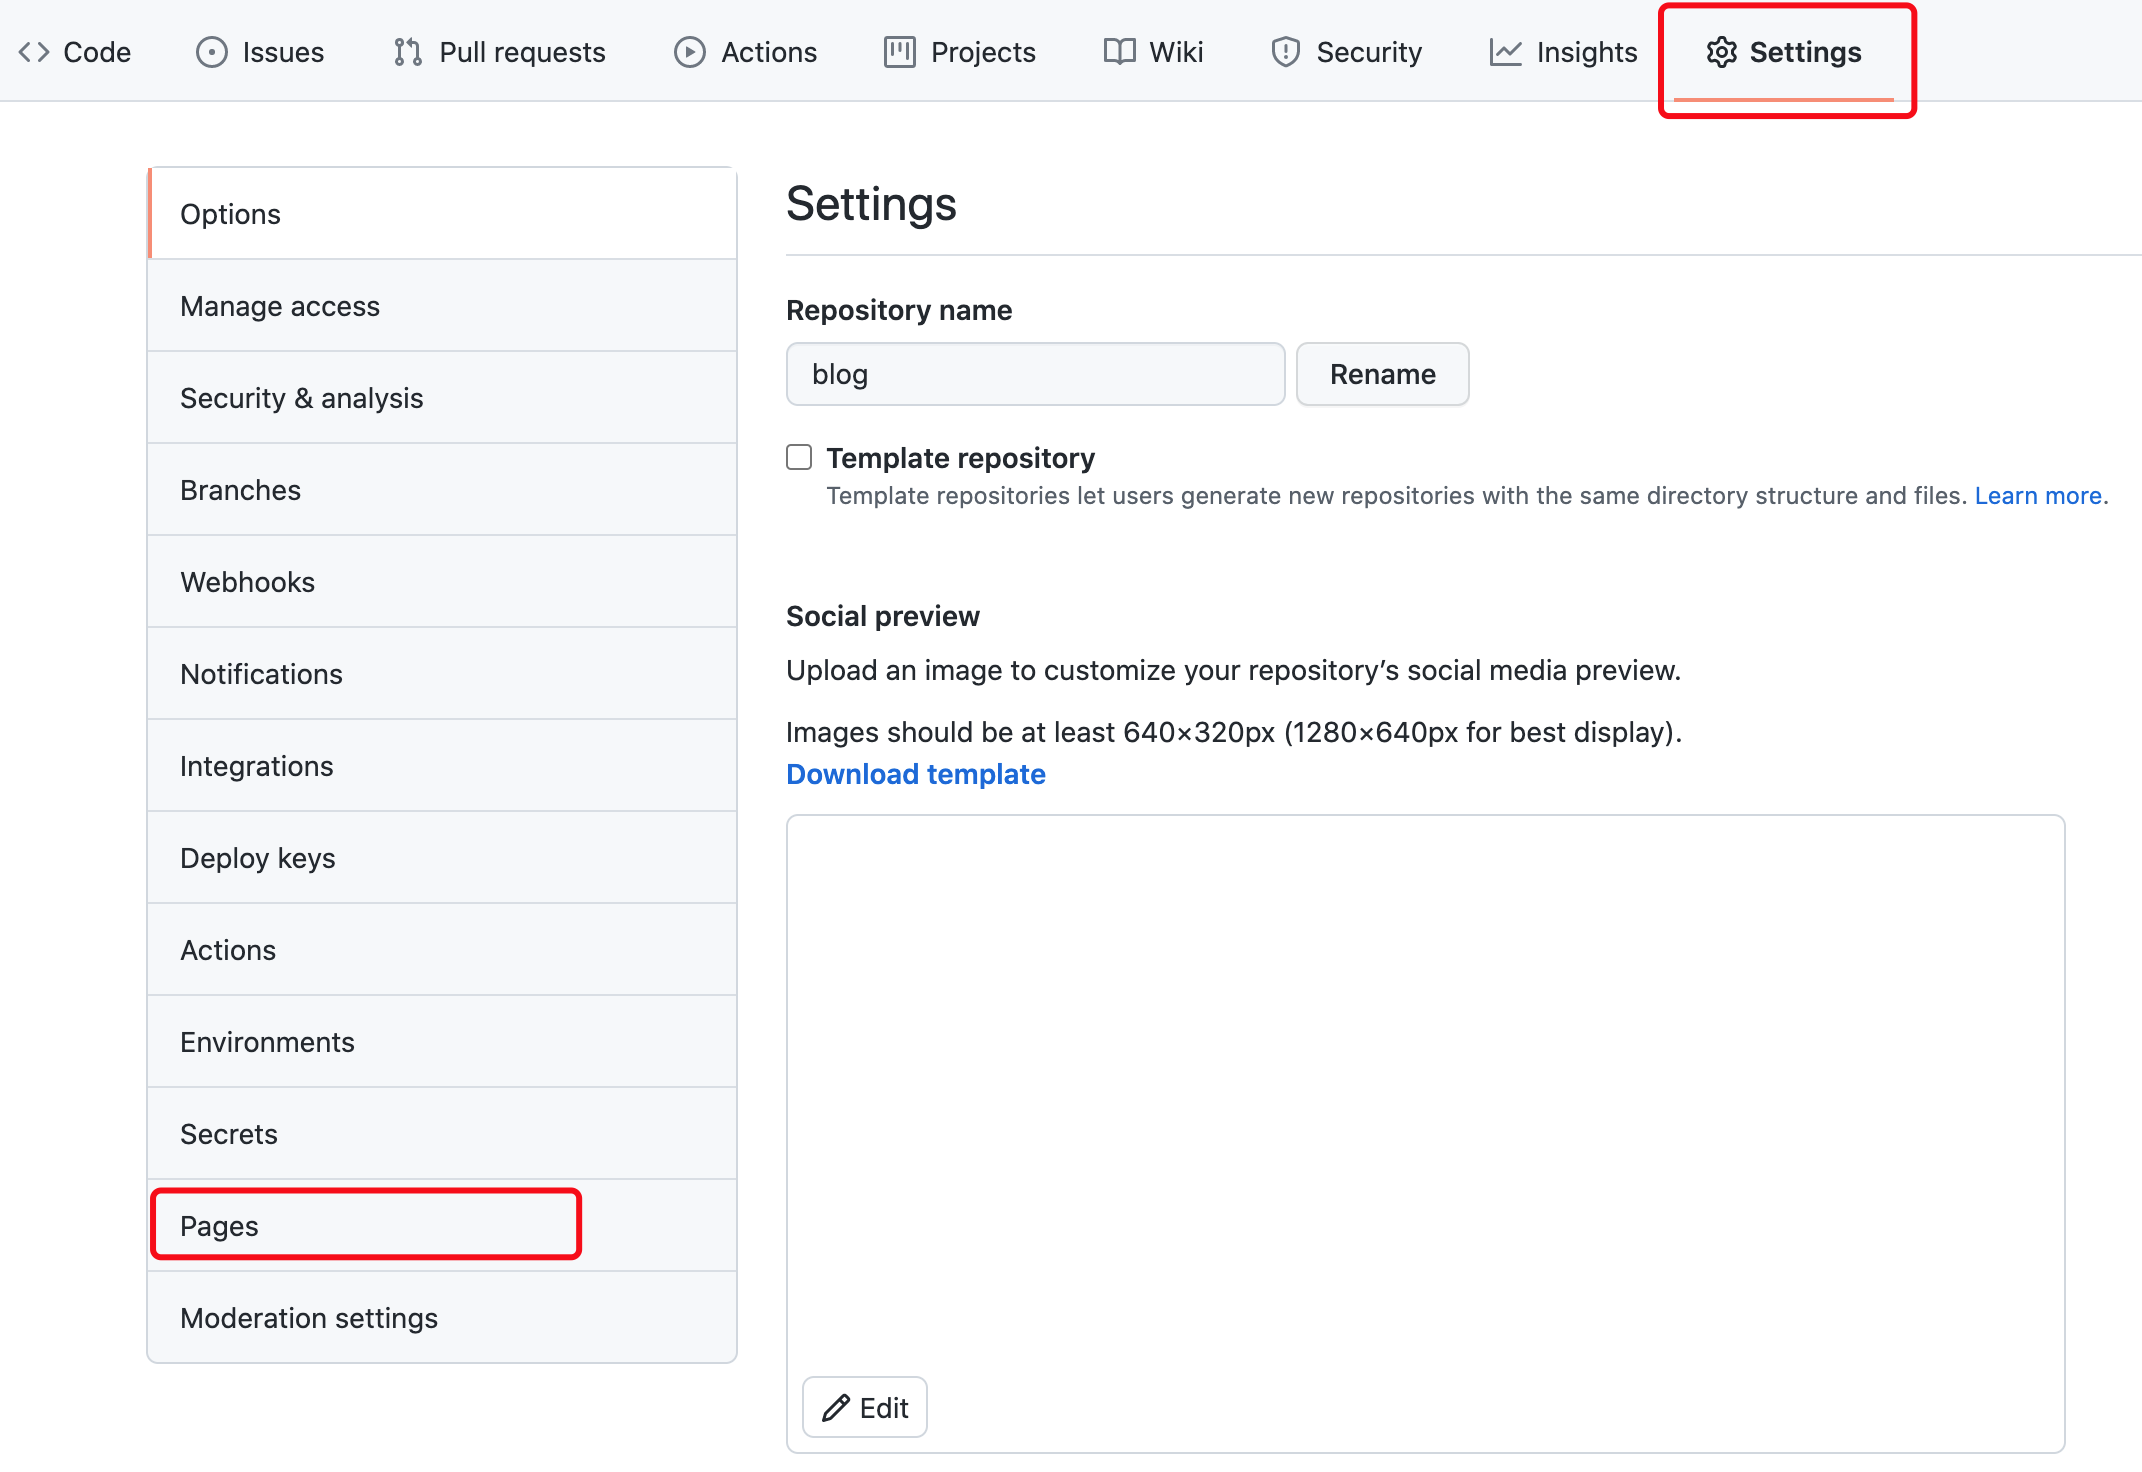 Code Issues Pull requests Actions Projects Wiki Security Insights Settings
Options
Manage access
Security & analysis
Branches
Webhooks
Notifications
Integrations
Deploy keys
Actions
Environments
Secrets
Pages
Moderation settings
Settings
Repository name
blog Rename
Template repository
Template repositories let users generate new repositories with the same directory structure and files. Learn more.
Social preview
Upload an image to customize your repository’s social media preview.
Images should be at least 640×320px (1280×640px for best display).
Download template
Edit